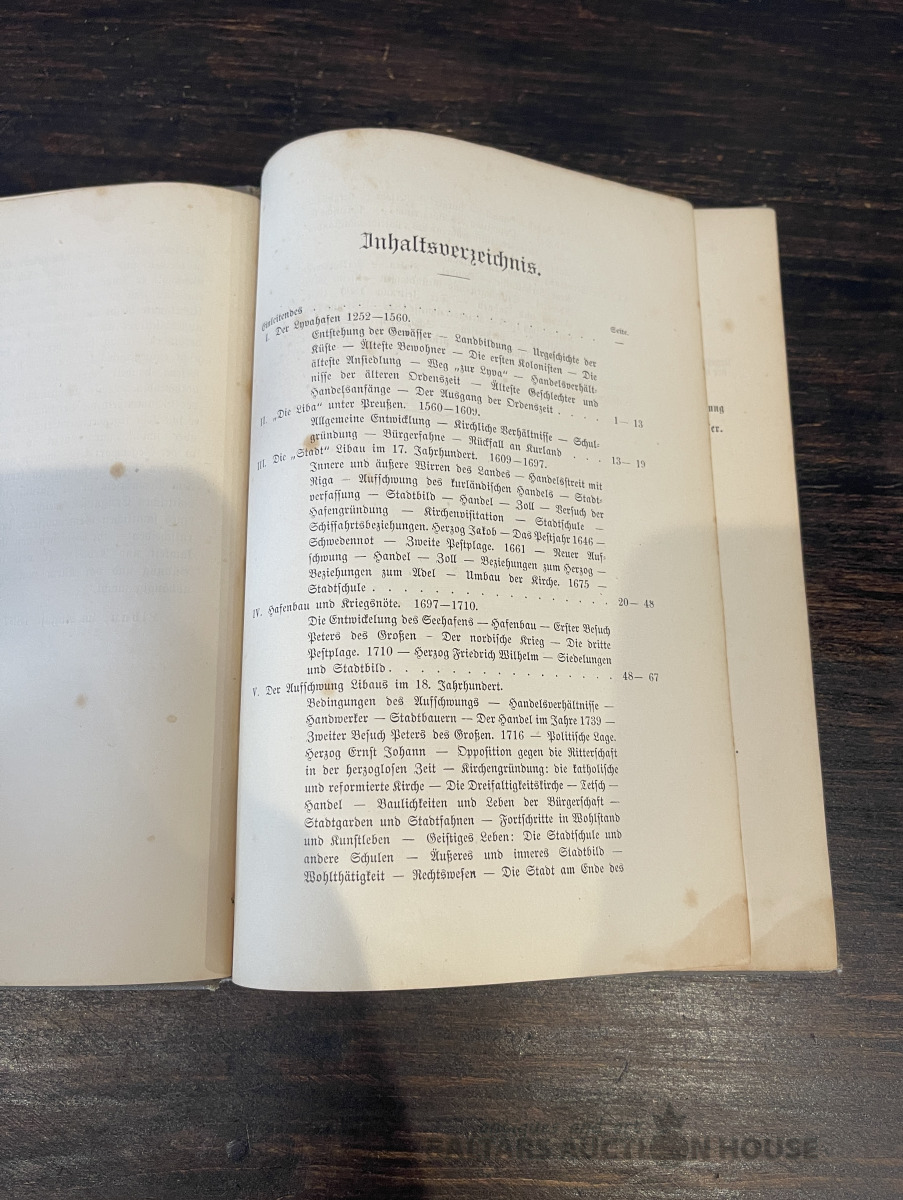 Inhaltsverzeichnis.
Seite.
Einleitendes . . . . . . . . . . . . . . . . —
I. Der Lyvahafen 1252—1560.
Entstehung der Gewässer — Landbildung — Urgeschichte der
Küste — Älteste Bewohner — Die ersten Kolonisten — Die
älteste Ansiedlung — Weg „zur Lyva“ — Handelsverhält-
nisse der älteren Ordenszeit — Älteste Geschlechter und
Handelsanfänge — Der Ausgang der Ordenszeit . . . . 1— 13
II. „Die Liba“ unter Preußen. 1560—1609.
Allgemeine Entwicklung — Kirchliche Verhältnisse — Schul-
gründung — Bürgerfahne — Rückfall an Kurland . . . 13— 19
III. Die „Stadt“ Libau im 17. Jahrhundert. 1609—1697.
Innere und äußere Wirren des Landes — Handelsstreit mit
Riga — Aufschwung des kurländischen Handels — Stadt-
verfassung — Stadtbild — Handel — Zoll — Versuch der
Hafengründung — Kirchenvisitation — Stadtschule —
Schiffahrtsbeziehungen. Herzog Jakob — Das Pestjahr 1646 —
Schwedennot — Zweite Pestplage. 1661 — Neuer Auf-
schwung — Handel — Zoll — Beziehungen zum Herzog —
Beziehungen zum Adel — Umbau der Kirche. 1675 —
Stadtschule . . . . . . . . . . . . . . . 20— 48
IV. Hafenbau und Kriegsnöte. 1697—1710.
Die Entwickelung des Seehafens — Hafenbau — Erster Besuch
Peters des Großen – Der nordische Krieg — Die dritte
Pestplage. 1710 — Herzog Friedrich Wilhelm — Siedelungen
und Stadtbild . . . . . . . . . . . . . . 48— 67
V. Der Aufschwung Libaus im 18. Jahrhundert.
Bedingungen des Aufschwungs — Handelsverhältnisse —
Handwerker — Stadtbauern — Der Handel im Jahre 1739 —
Zweiter Besuch Peters des Großen. 1716 — Politische Lage.
Herzog Ernst Johann — Opposition gegen die Ritterschaft
in der herzoglosen Zeit — Kirchengründung: die katholische
und reformierte Kirche — Die Dreifaltigkeitskirche — Tetsch —
Handel — Baulichkeiten und Leben der Bürgerschaft —
Stadtgarden und Stadtfahnen — Fortschritte in Wohlstand
und Kunstleben — Geistiges Leben: Die Stadtschule und
andere Schulen — Äußeres und inneres Stadtbild —
Wohlthätigkeit — Rechtswesen — Die Stadt am Ende des
ung
er.
BALTARS AUCTION HOUSE